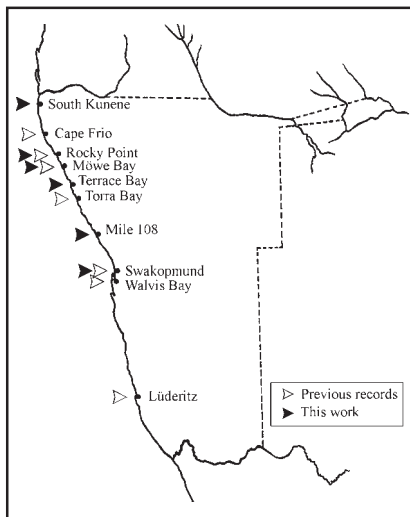 South Kunene
Cape Frio
Rocky Point
Möwe Bay
Terrace Bay
Torra Bay
Mile 108
Swakopmund
Walvis Bay
Lüderitz
Previous records
This work